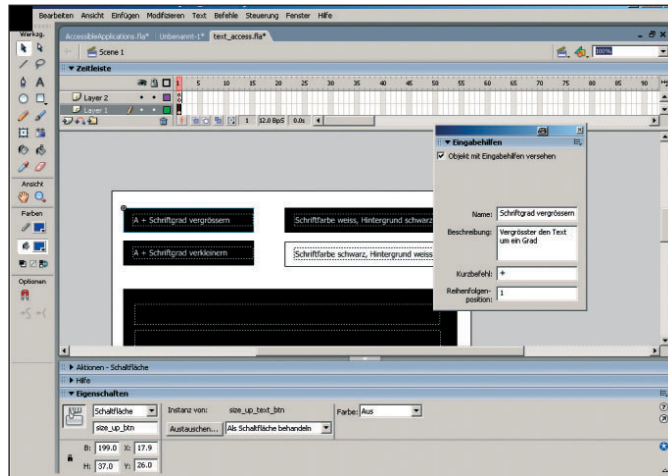 Bearbeiten Ansicht Einfügen Modifizieren Text Befehle Steuerung Fenster Hilfe
Werkzg.
AccessibleApplications.fla* Unbenannt-1* text_access.fla*
Scene 1
100%
Zeitleiste
1 5 10 15 20 25 30 35 40 45 50 55 60 65 70 75 80 85 90
Layer 2
Layer 1
1 12.0 BpS 0.0s
Ansicht
Farben
Optionen
A + Schriftgrad vergrössern
Schriftfarbe weiss, Hintergrund schwarz
A + Schriftgrad verkleinern
Schriftfarbe schwarz, Hintergrund weiss
Eingabehilfen
Objekt mit Eingabehilfen versehen
Name: Schriftgrad vergrössern
Beschreibung: Vergrösster den Text
um ein Grad
Kurzbefehl: +
Reihenfolgen-
position: 1
Aktionen - Schaltfläche
Hilfe
Eigenschaften
Schaltfläche
Instanz von: size_up_text_btn
Farbe: Aus
size_up_btn
Austauschen...
Als Schaltfläche behandeln
B: 199.0 X: 17.9
H: 37.0 Y: 26.0